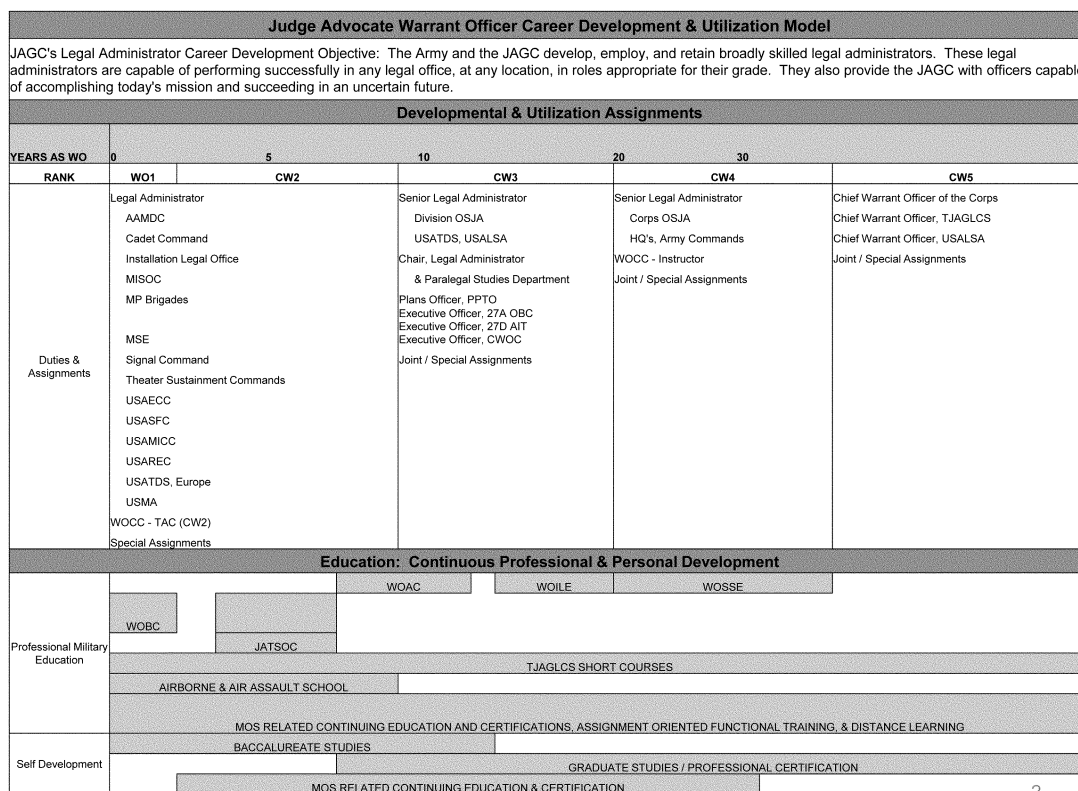 Judge Advocate Warrant Officer Career Development & Utilization Model
JAGC's Legal Administrator Career Development Objective: The Army and the JAGC develop, employ, and retain broadly skilled legal administrators. These legal
administrators are capable of performing successfully in any legal office, at any location, in roles appropriate for their grade. They also provide the JAGC with officers capable
of accomplishing today's mission and succeeding in an uncertain future.
Developmental & Utilization Assignments
YEARS AS WO 0 5 10 20 30
RANK WO1 CW2 CW3 CW4 CW5
Duties &
Assignments
Legal Administrator
AAMDC
Cadet Command
Installation Legal Office
MISOC
MP Brigades
MSE
Signal Command
Theater Sustainment Commands
USAECC
USASFC
USAMICC
USAREC
USATDS, Europe
USMA
WOCC - TAC (CW2)
Special Assignments
Senior Legal Administrator
Division OSJA
USATDS, USALSA
Chair, Legal Administrator
& Paralegal Studies Department
Plans Officer, PPTO
Executive Officer, 27A OBC
Executive Officer, 27D AIT
Executive Officer, CWOC
Joint / Special Assignments
Senior Legal Administrator
Corps OSJA
HQ's, Army Commands
WOCC - Instructor
Joint / Special Assignments
Chief Warrant Officer of the Corps
Chief Warrant Officer, TJAGLCS
Chief Warrant Officer, USALSA
Joint / Special Assignments
Education: Continuous Professional & Personal Development
Professional Military
Education
WOAC WOILE WOSSE
WOBC
JATSOC
TJAGLCS SHORT COURSES
AIRBORNE & AIR ASSAULT SCHOOL
MOS RELATED CONTINUING EDUCATION AND CERTIFICATIONS, ASSIGNMENT ORIENTED FUNCTIONAL TRAINING, & DISTANCE LEARNING
Self Development
BACCALUREATE STUDIES
GRADUATE STUDIES / PROFESSIONAL CERTIFICATION
MOS RELATED CONTINUING EDUCATION & CERTIFICATION